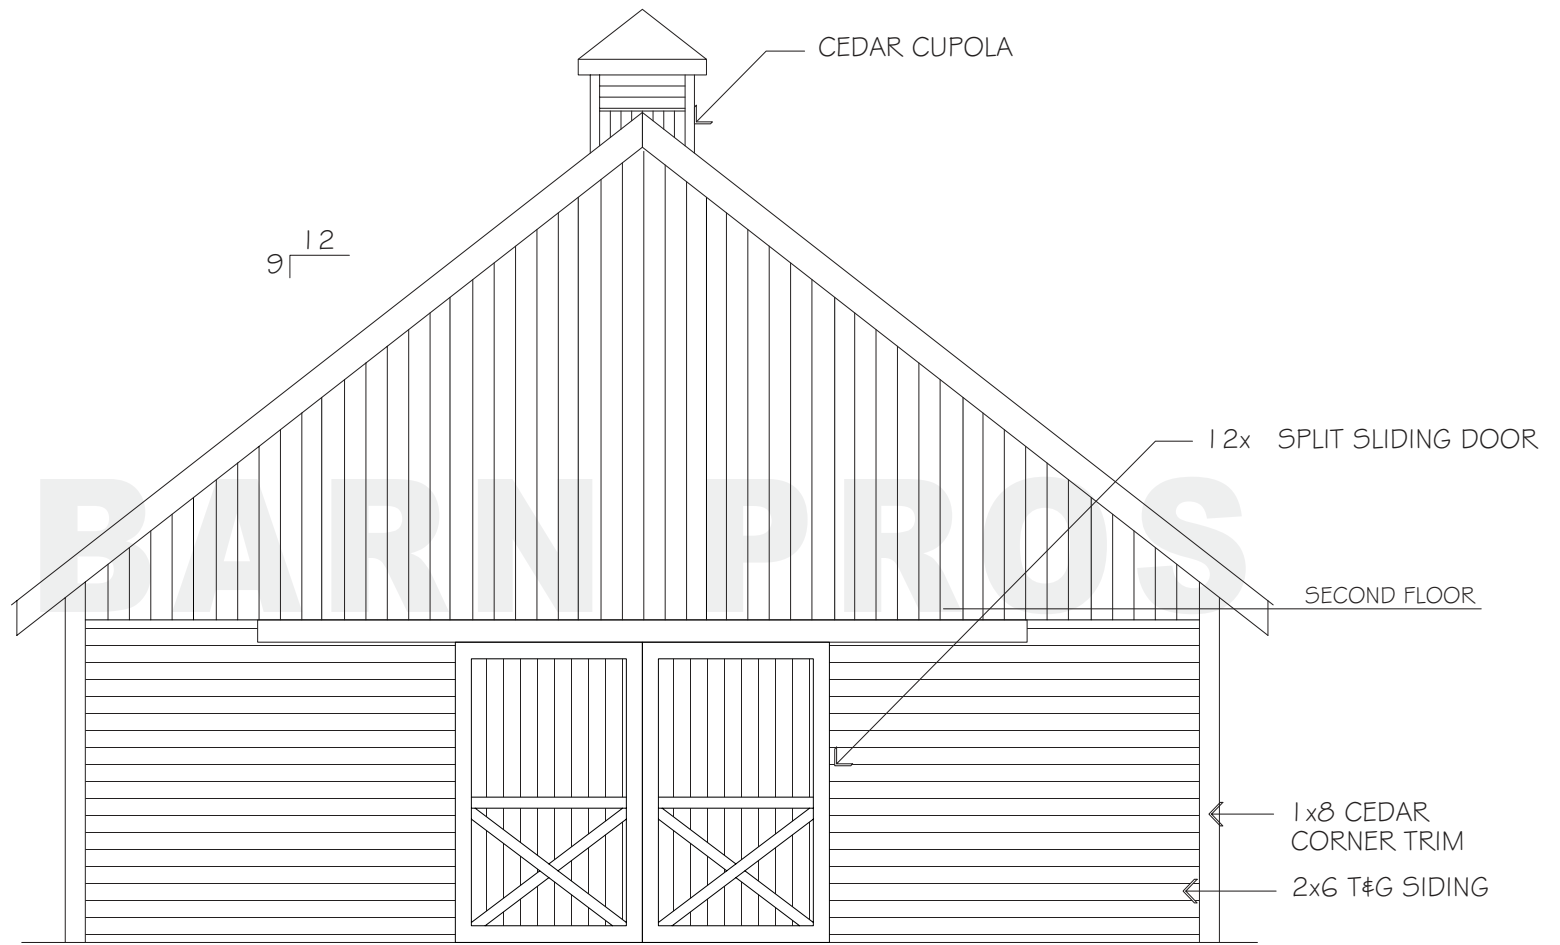 CEDAR CUPOLA
12
9
12x SPLIT SLIDING DOOR
BARN PROS
SECOND FLOOR
1x8 CEDAR
CORNER TRIM
2x6 T&G SIDING